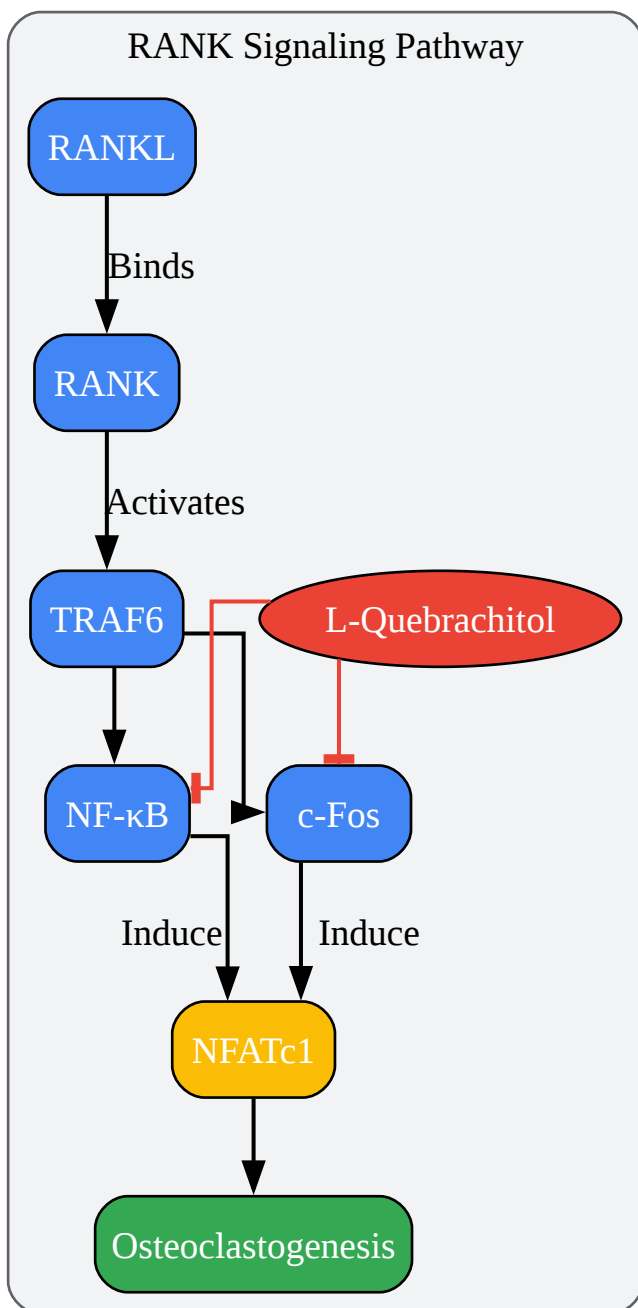 RANK Signaling Pathway
RANKL
Binds
RANK
Activates
TRAF6
L-Quebrachitol
NF-κB
c-Fos
Induce
Induce
NFATc1
Osteoclastogenesis